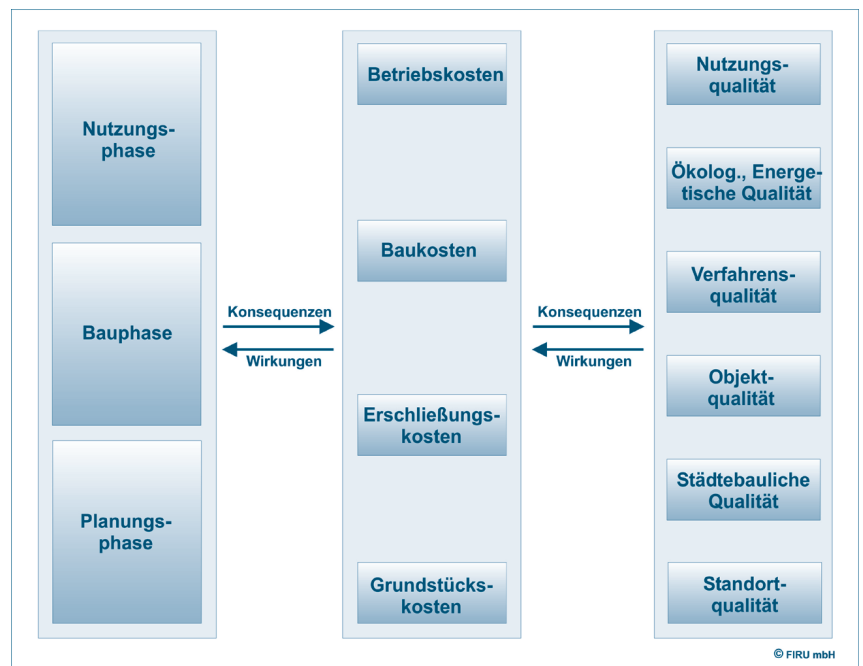 Nutzungs-
phase
Bauphase
Planungs-
phase
Konsequenzen
Wirkungen
Betriebskosten
Baukosten
Erschließungs-
kosten
Grundstücks-
kosten
Konsequenzen
Wirkungen
Nutzungs-
qualität
Ökolog., Energe-
tische Qualität
Verfahrens-
qualität
Objekt-
qualität
Städtebauliche
Qualität
Standort-
qualität
© FIRU mbH